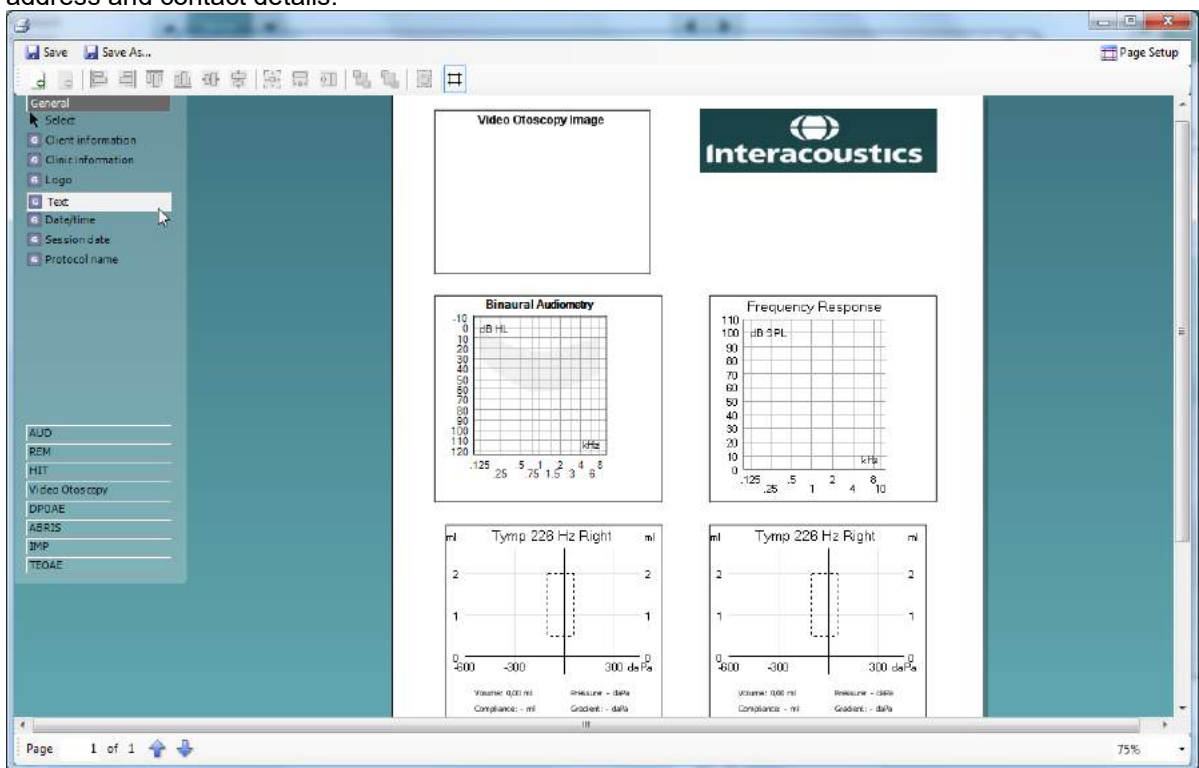 address and contact details.
Save Save As... Page Setup
General
Select
Client information
Clinic information
Logo
Text
Date/time
Session date
Protocol name
AUD
REM
HIT
Video Otoscopy
DPOAE
ABRIS
IMP
TEOAE
Video Otoscopy Image
Interacoustics
Binaural Audiometry
-10
0 dB HL
10
20
30
40
50
60
70
80
90
100
110 kHz
120
.125 .5 1 2 4 8
.25 .75 1.5 3 6
Frequency Response
110
100 dB SPL
90
80
70
60
50
40
30
20
10 kHz
0
.125 .5 2 8
.25 1 4 10
ml Tymp 226 Hz Right ml
2 2
1 1
0 0
-600 -300 300 daPa
Volume: 0,00 ml Pressure: - daPa
Compliance: - ml Gradient: - daPa
ml Tymp 226 Hz Right ml
2 2
1 1
0 0
-600 -300 300 daPa
Volume: 0,00 ml Pressure: - daPa
Compliance: - ml Gradient: - daPa
Page 1 of 1 75%